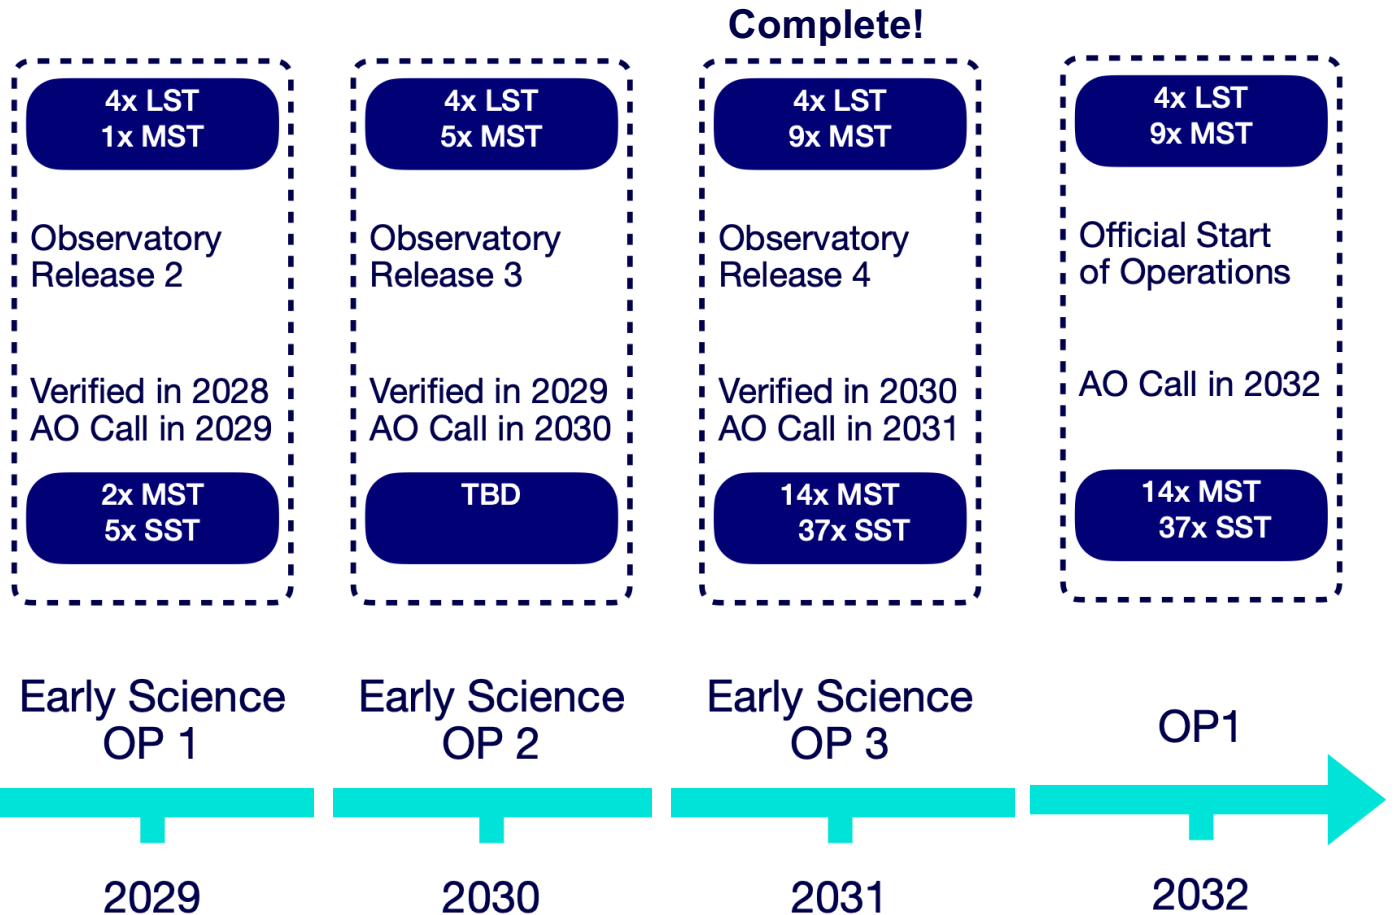 Complete!
4x LST
1x MST
Observatory
Release 2
Verified in 2028
AO Call in 2029
2x MST
5x SST
Early Science
OP 1
2029
4x LST
5x MST
Observatory
Release 3
Verified in 2029
AO Call in 2030
TBD
Early Science
OP 2
2030
4x LST
9x MST
Observatory
Release 4
Verified in 2030
AO Call in 2031
14x MST
37x SST
Early Science
OP 3
2031
4x LST
9x MST
Official Start
of Operations
AO Call in 2032
14x MST
37x SST
OP1
2032